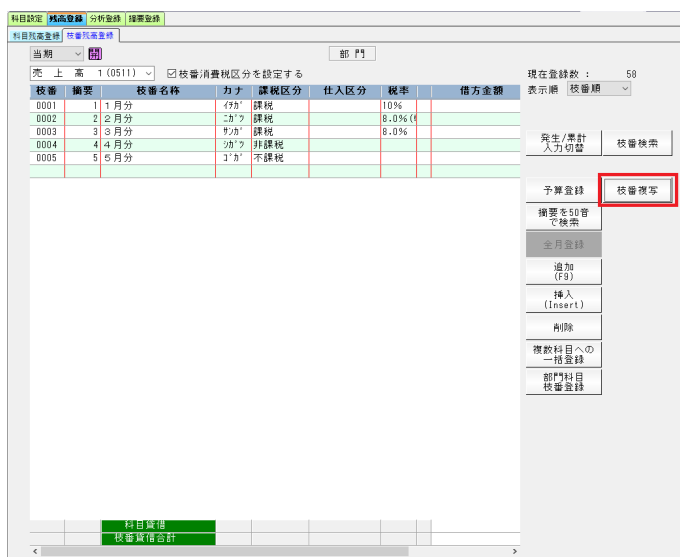 科目設定 残高登録 分析登録 摘要登録
科目残高登録 枝番残高登録
当期 開 部 門
売 上 高 1(0511) ☑枝番消費税区分を設定する 現在登録数 : 58
枝番 摘要 枝番名称 カナ 課税区分 仕入区分 税率 借方金額 表示順 枝番順
0001 1 1月分 ｲﾁｶﾞ 課税 10%
0002 2 2月分 ﾆｶﾞﾂ 課税 8.0%(
0003 3 3月分 ｻﾝｶﾞ 課税 8.0%
0004 4 4月分 ｼｶﾞﾂ 非課税
0005 5 5月分 ｺﾞｶﾞ 不課税
発生/累計
入力切替 枝番検索
予算登録 枝番複写
摘要を50音
で検索
全月登録
追加
(F9)
挿入
(Insert)
削除
複数科目への
一括登録
部門科目
枝番登録
科目貸借
枝番貸借合計